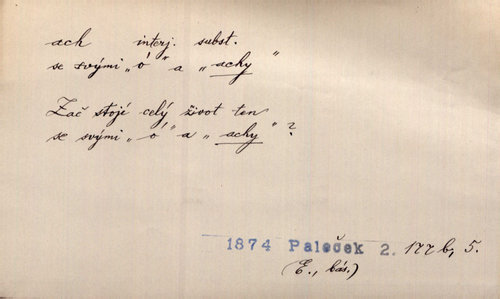 ach interj. subst.
se svými „ó" a „achy"
Zač stojí celý život ten
se svými „ó" a „achy"?
1874 Paleček 2. 177b, 5.
(E., bás.)